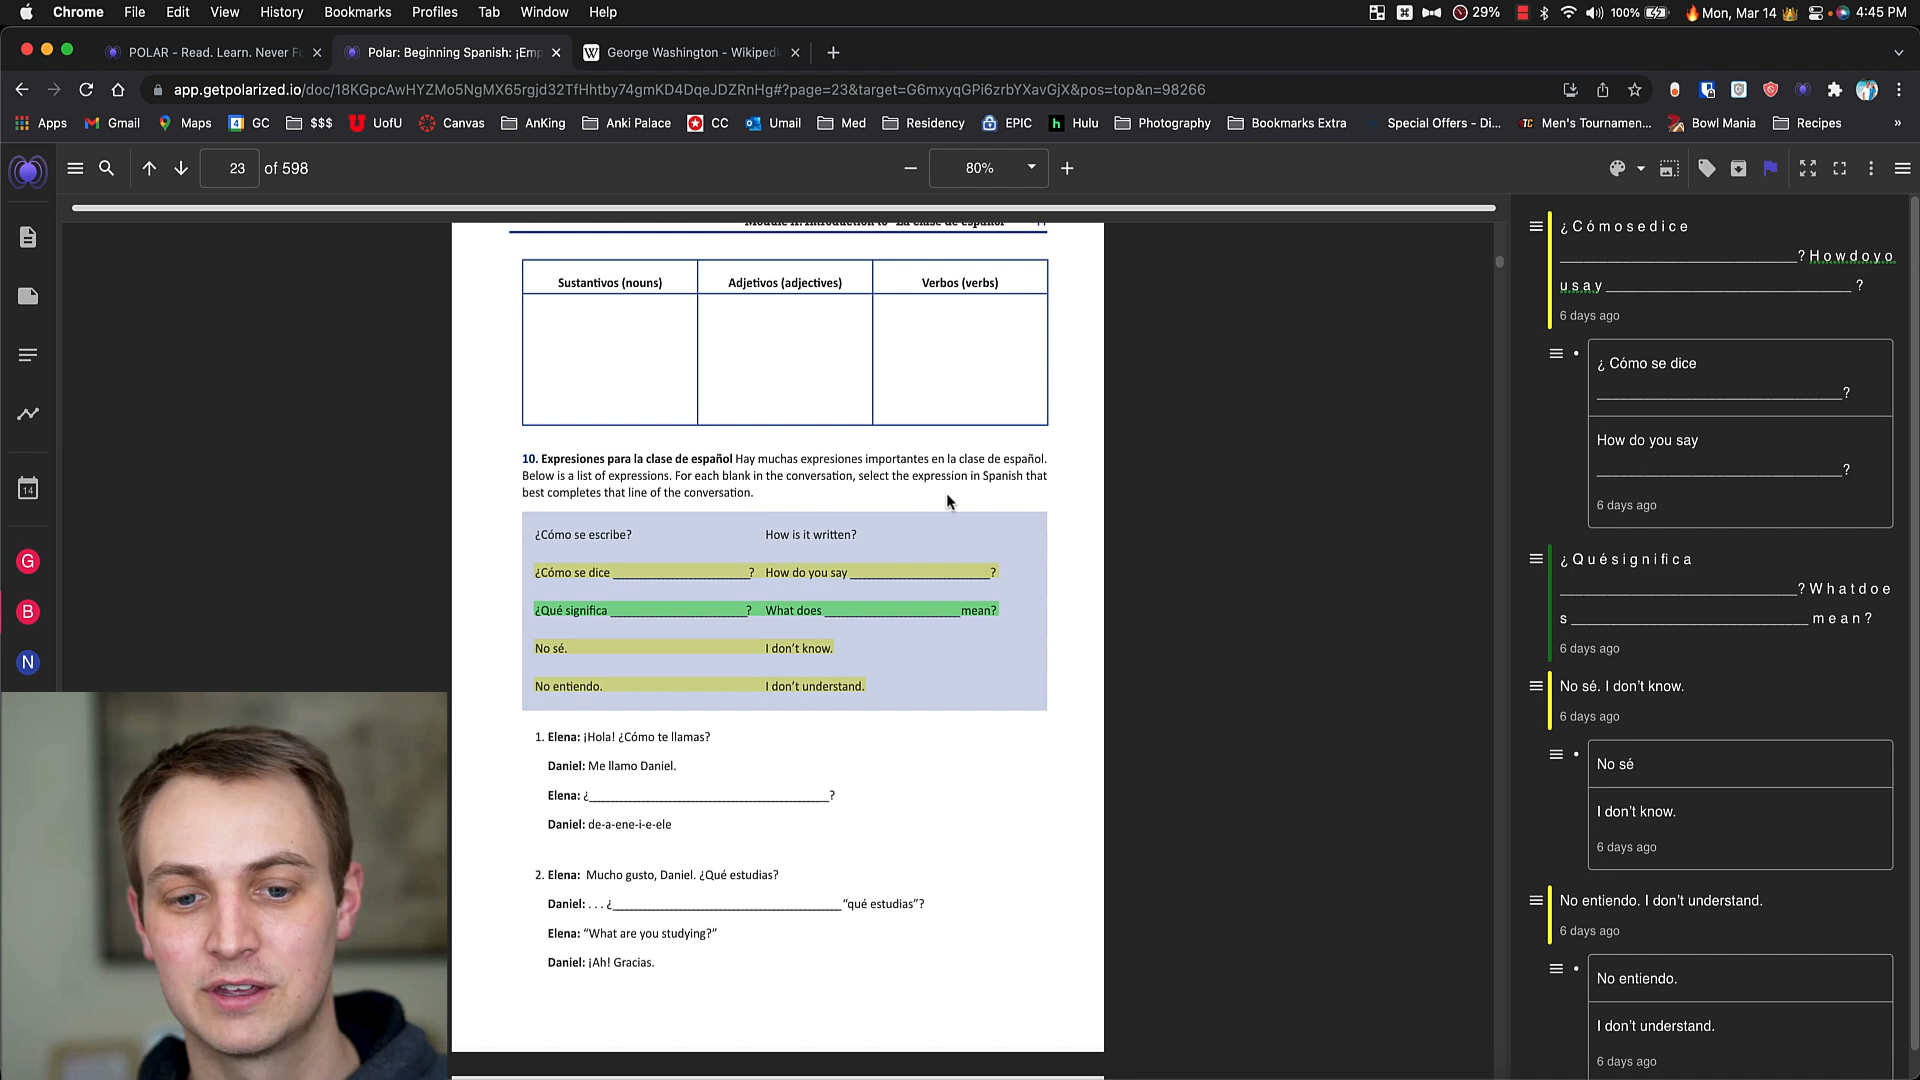 Chrome File Edit View History Bookmarks Profiles Tab Window Help 29% 100% Mon, Mar 14 4:45 PM
POLAR - Read. Learn. Never F Polar: Beginning Spanish: ¡Emp George Washington - Wikiped
app.getpolarized.io/doc/18KGpcAwHYZMo5NgMX65rgjd32TfHhtby74gmKD4DqeJDZRnHg#?page=23&target=G6mxyqGPi6zrbYXavGjX&pos=top&n=98266
Apps Gmail Maps GC $$$ UofU Canvas AnKing Anki Palace CC Umail Med Residency EPIC Hulu Photography Bookmarks Extra Special Offers - Di... Men's Tournamen... Bowl Mania Recipes »
23 of 598 80%
Sustantivos (nouns) Adjetivos (adjectives) Verbos (verbs)
10. Expresiones para la clase de español Hay muchas expresiones importantes en la clase de español.
Below is a list of expressions. For each blank in the conversation, select the expression in Spanish that
best completes that line of the conversation.
¿Cómo se escribe? How is it written?
¿Cómo se dice ____________________? How do you say ____________________?
¿Qué significa ____________________? What does ____________________mean?
No sé. I don't know.
No entiendo. I don't understand.
1. Elena: ¡Hola! ¿Cómo te llamas?
Daniel: Me llamo Daniel.
Elena: ¿____________________?
Daniel: de-a-ene-i-e-ele
2. Elena: Mucho gusto, Daniel. ¿Qué estudias?
Daniel: . . . ¿____________________"qué estudias"?
Elena: "What are you studying?"
Daniel: ¡Ah! Gracias.
14
G
B
N
¿ C ó m o s e d i c e
____________________? H o w d o y o
u s a y ____________________ ?
6 days ago
¿ Cómo se dice
____________________?
How do you say
____________________?
6 days ago
¿ Q u é s i g n i f i c a
____________________? W h a t d o e
s ____________________ m e a n ?
6 days ago
No sé. I don't know.
6 days ago
No sé
I don't know.
6 days ago
No entiendo. I don't understand.
6 days ago
No entiendo.
I don't understand.
6 days ago